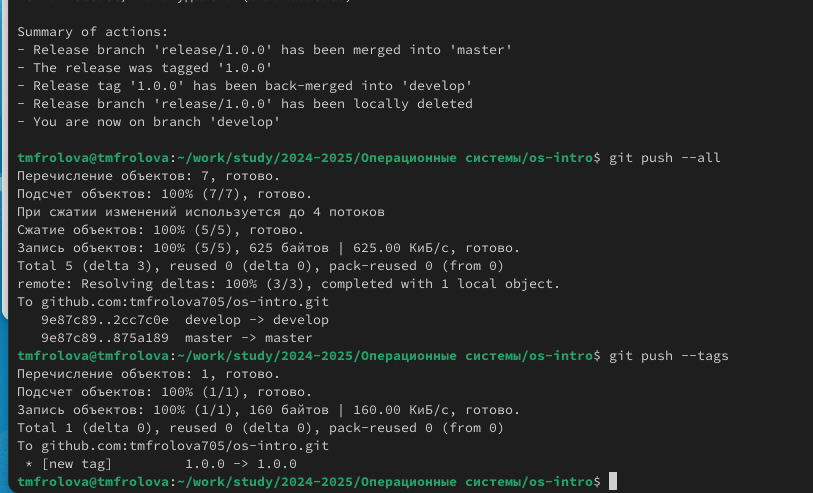 Summary of actions:
- Release branch 'release/1.0.0' has been merged into 'master'
- The release was tagged '1.0.0'
- Release tag '1.0.0' has been back-merged into 'develop'
- Release branch 'release/1.0.0' has been locally deleted
- You are now on branch 'develop'
tmfrolova@tmfrolova:~/work/study/2024-2025/Операционные системы/os-intro$ git push --all
Перечисление объектов: 7, готово.
Подсчет объектов: 100% (7/7), готово.
При сжатии изменений используется до 4 потоков
Сжатие объектов: 100% (5/5), готово.
Запись объектов: 100% (5/5), 625 байтов | 625.00 КиБ/с, готово.
Total 5 (delta 3), reused 0 (delta 0), pack-reused 0 (from 0)
remote: Resolving deltas: 100% (3/3), completed with 1 local object.
To github.com:tmfrolova705/os-intro.git
   9e87c89..2cc7c0e  develop -> develop
   9e87c89..875a189  master -> master
tmfrolova@tmfrolova:~/work/study/2024-2025/Операционные системы/os-intro$ git push --tags
Перечисление объектов: 1, готово.
Подсчет объектов: 100% (1/1), готово.
Запись объектов: 100% (1/1), 160 байтов | 160.00 КиБ/с, готово.
Total 1 (delta 0), reused 0 (delta 0), pack-reused 0 (from 0)
To github.com:tmfrolova705/os-intro.git
 * [new tag]         1.0.0 -> 1.0.0
tmfrolova@tmfrolova:~/work/study/2024-2025/Операционные системы/os-intro$